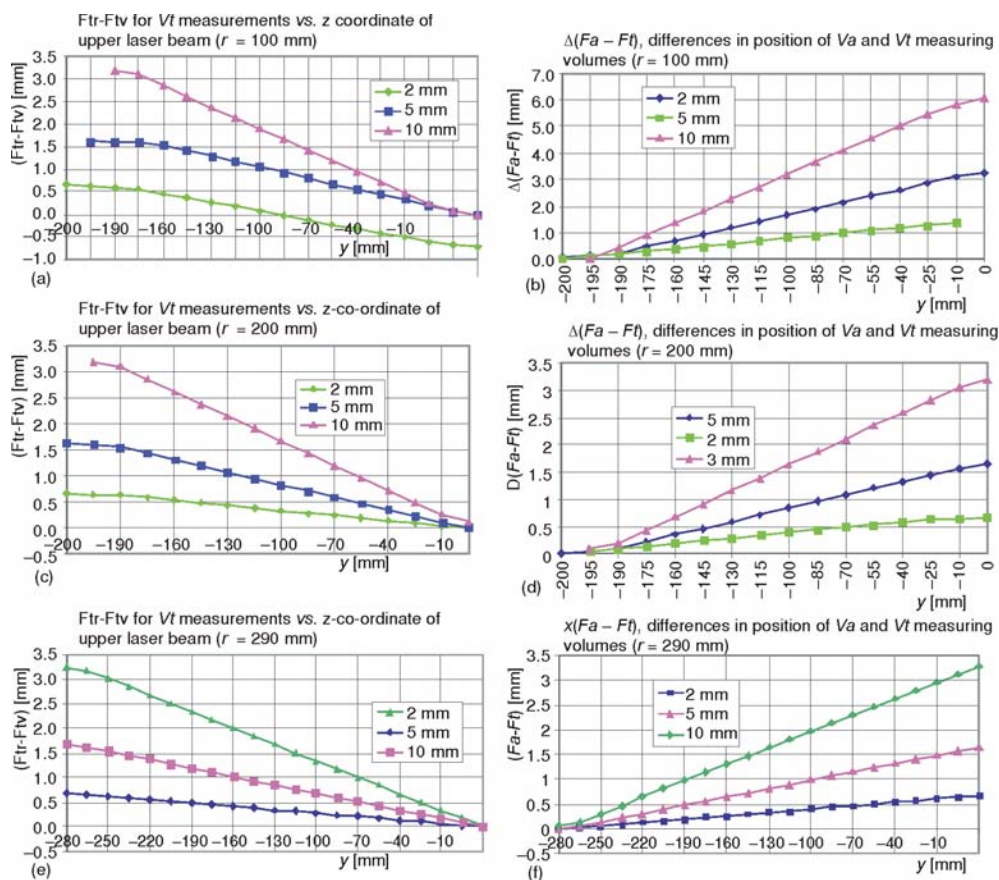 Ftr-Ftv for Vt measurements vs. z coordinate of
upper laser beam (r = 100 mm)
(Ftr-Ftv) [mm]
3.5
3.0
2.5
2.0
1.5
1.0
0.5
0.0
−0.5
−1.0
−200
−190
−160
−130
−100
−70
−40
−10
2 mm
5 mm
10 mm
y [mm]
(a)
Δ(Fa – Ft), differences in position of Va and Vt measuring
volumes (r = 100 mm)
Δ(Fa-Ft) [mm]
7.0
6.0
5.0
4.0
3.0
2.0
1.0
0.0
2 mm
5 mm
10 mm
−200
−195
−190
−175
−160
−145
−130
−115
−100
−85
−70
−55
−40
−25
−10
0
y [mm]
(b)
Ftr-Ftv for Vt measurements vs. z-co-ordinate of
upper laser beam (r = 200 mm)
(Ftr-Ftv) [mm]
3.5
3.0
2.5
2.0
1.5
1.0
0.5
0.0
−0.5
2 mm
5 mm
10 mm
−200
−190
−160
−130
−100
−70
−40
−10
y [mm]
(c)
Δ(Fa – Ft), differences in position of Va and Vt measuring
volumes (r = 200 mm)
D(Fa-Ft) [mm]
3.5
3
2.5
2
1.5
1
0.5
0
5 mm
2 mm
3 mm
−200
−195
−190
−175
−160
−145
−130
−115
−100
−85
−70
−55
−40
−25
−10
0
y [mm]
(d)
Ftr-Ftv for Vt measurements vs. z-co-ordinate of
upper laser beam (r = 290 mm)
(Ftr-Ftv) [mm]
3.5
3.0
2.5
2.0
1.5
1.0
0.5
0.0
−0.5
2 mm
5 mm
10 mm
−280
−250
−220
−190
−160
−130
−100
−70
−40
−10
y [mm]
(e)
x(Fa – Ft), differences in position of Va and Vt measuring
volumes (r = 290 mm)
(Fa-Ft) [mm]
3.5
3
2.5
2
1.5
1
0.5
0
−0.5
2 mm
5 mm
10 mm
−280
−250
−220
−190
−160
−130
−100
−70
−40
−10
y [mm]
(f)